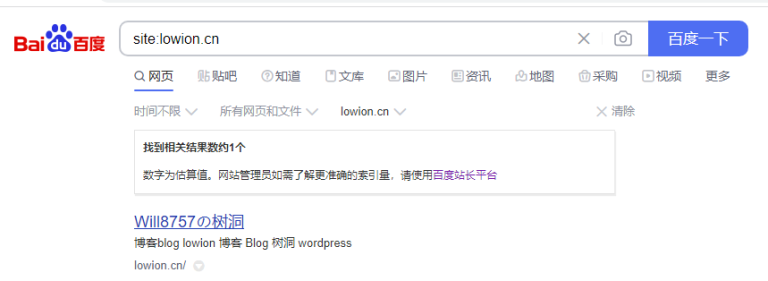 Bai du 百度
site:lowion.cn
百度一下
网页 贴吧 知道 文库 图片 资讯 地图 采购 视频 更多
时间不限 所有网页和文件 lowion.cn 清除
找到相关结果数约1个
数字为估算值。网站管理员如需了解更准确的索引量，请使用百度站长平台
Will8757の树洞
博客blog lowion 博客 Blog 树洞 wordpress
lowion.cn/